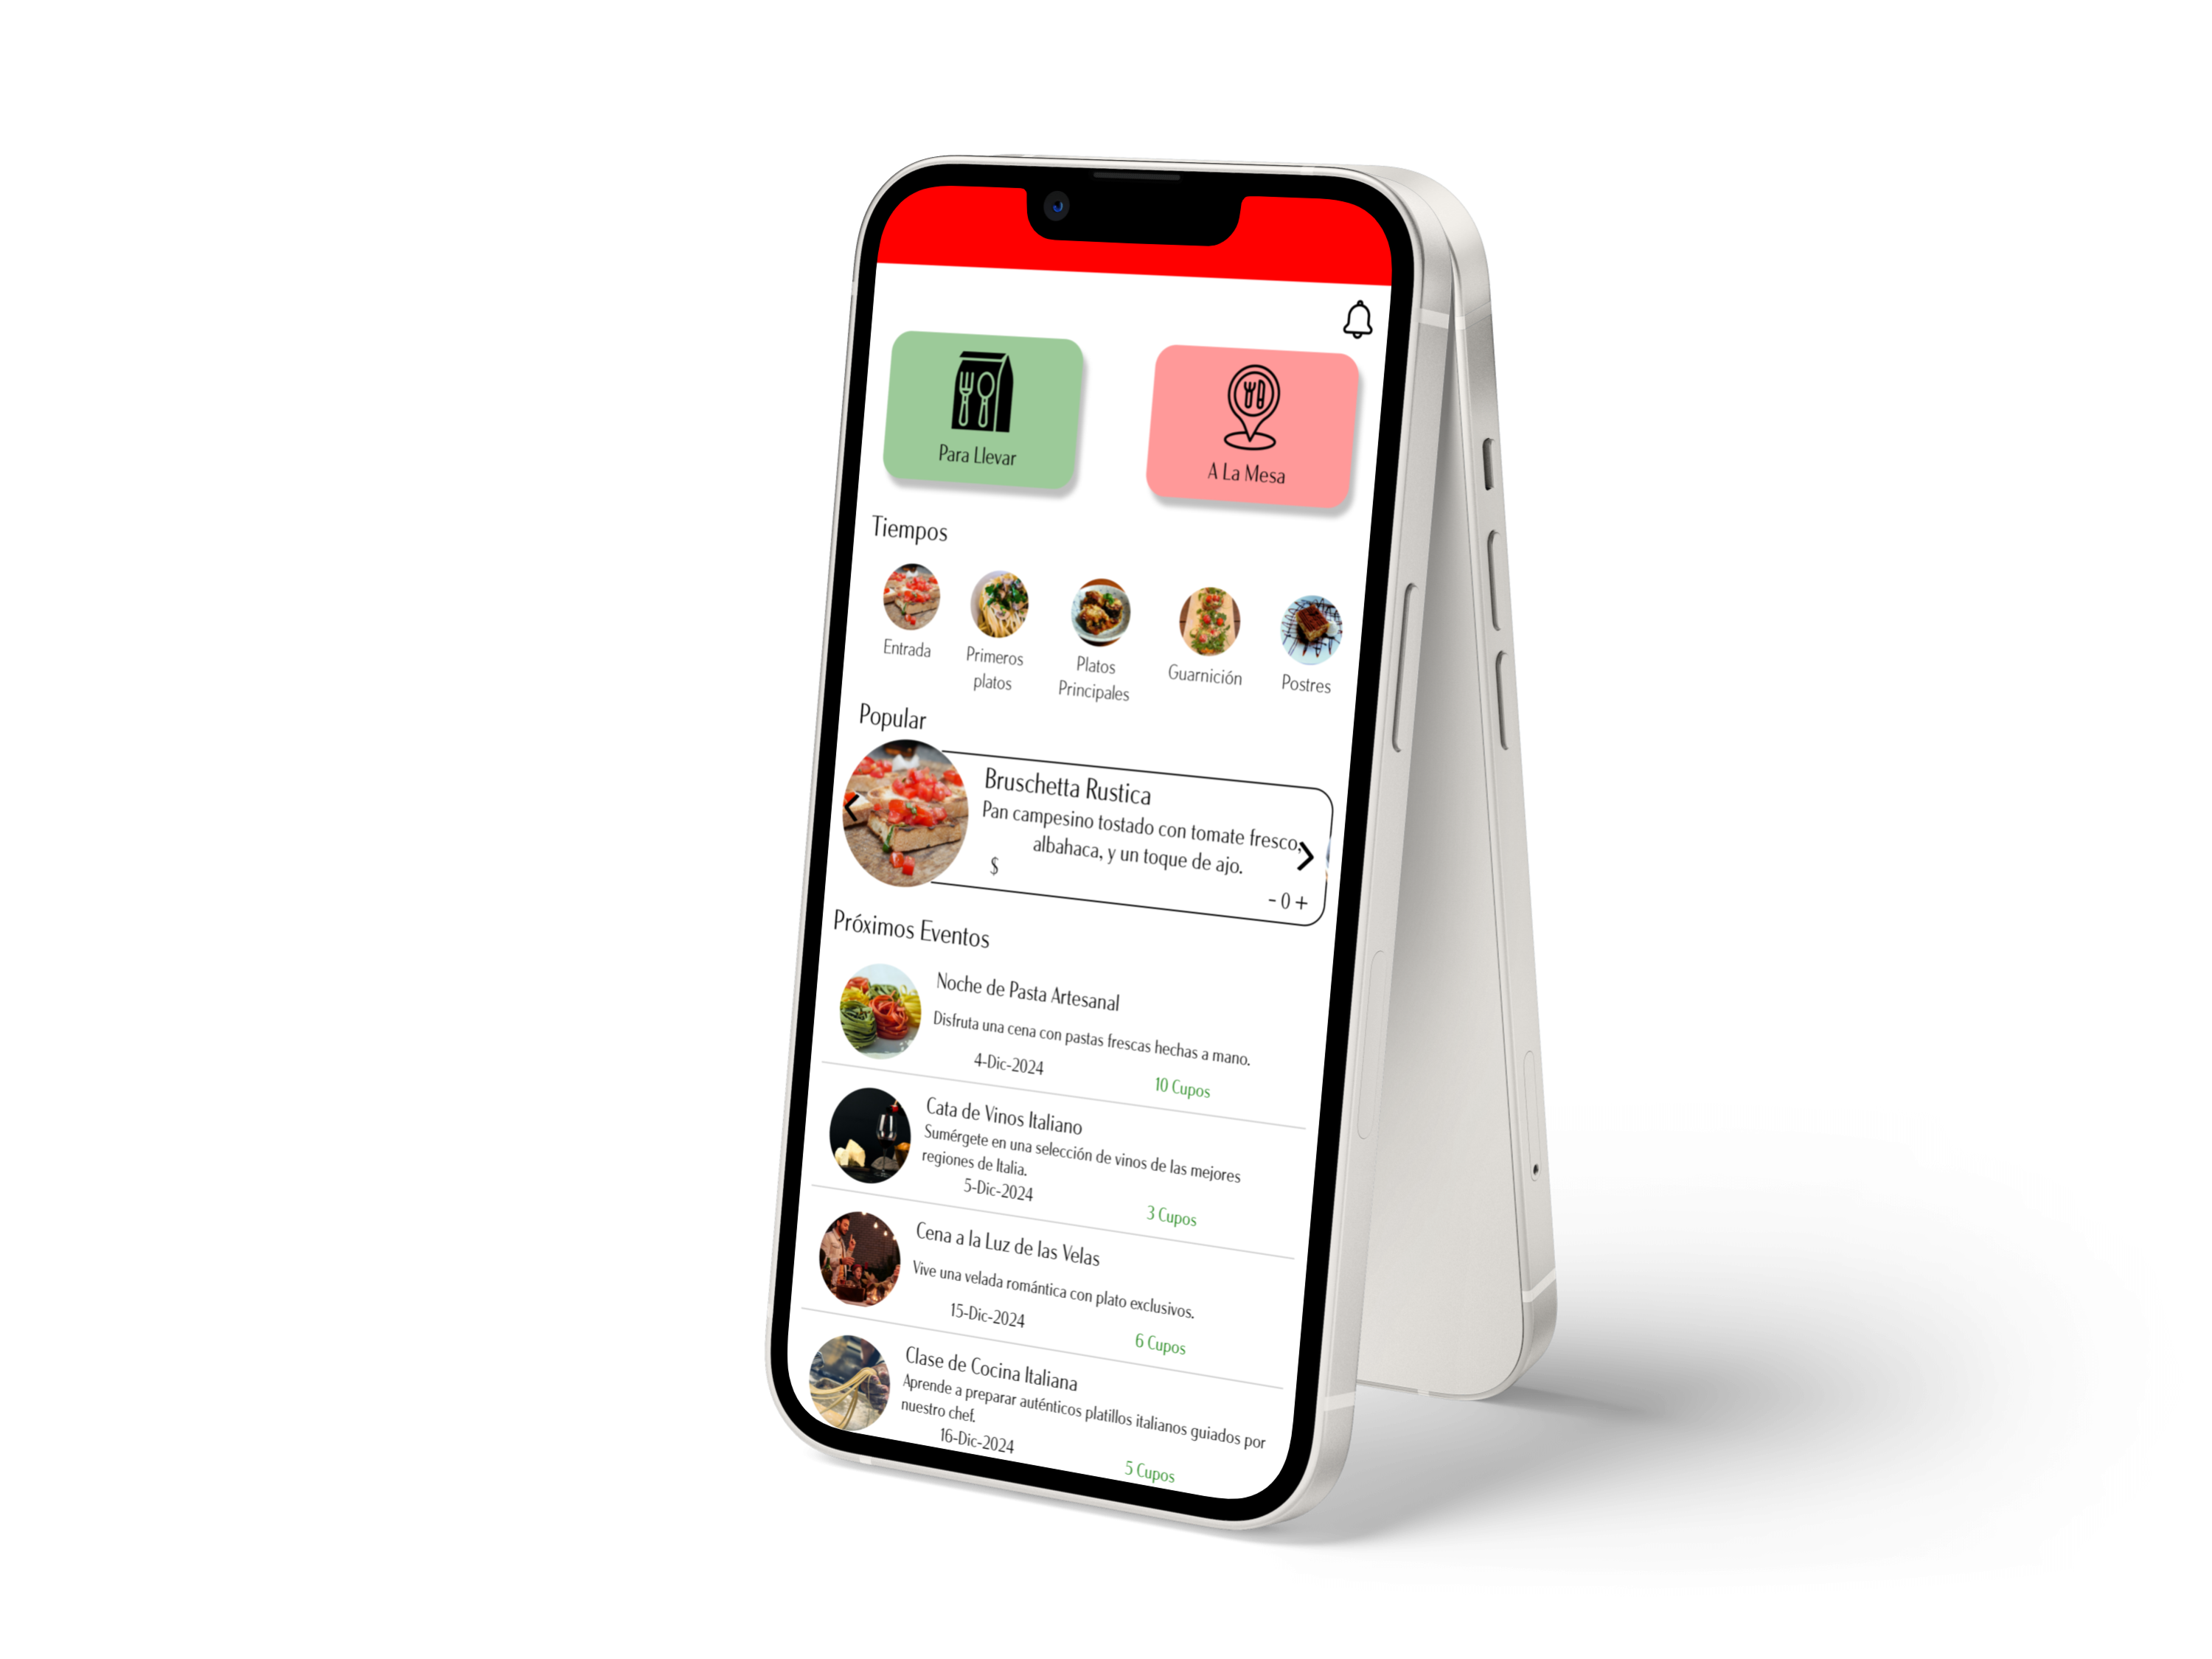 Para Llevar
A La Mesa
Tiempos
Entrada
Primeros
platos
Platos
Principales
Guarnición
Postres
Popular
Bruschetta Rustica
Pan campesino tostado con tomate fresco,
albahaca, y un toque de ajo.
$
- 0 +
Próximos Eventos
Noche de Pasta Artesanal
Disfruta una cena con pastas frescas hechas a mano.
4-Dic-2024
10 Cupos
Cata de Vinos Italiano
Sumérgete en una selección de vinos de las mejores
regiones de Italia.
5-Dic-2024
3 Cupos
Cena a la Luz de las Velas
Vive una velada romántica con plato exclusivos.
15-Dic-2024
6 Cupos
Clase de Cocina Italiana
Aprende a preparar auténticos platillos italianos guiados por
nuestro chef.
16-Dic-2024
5 Cupos